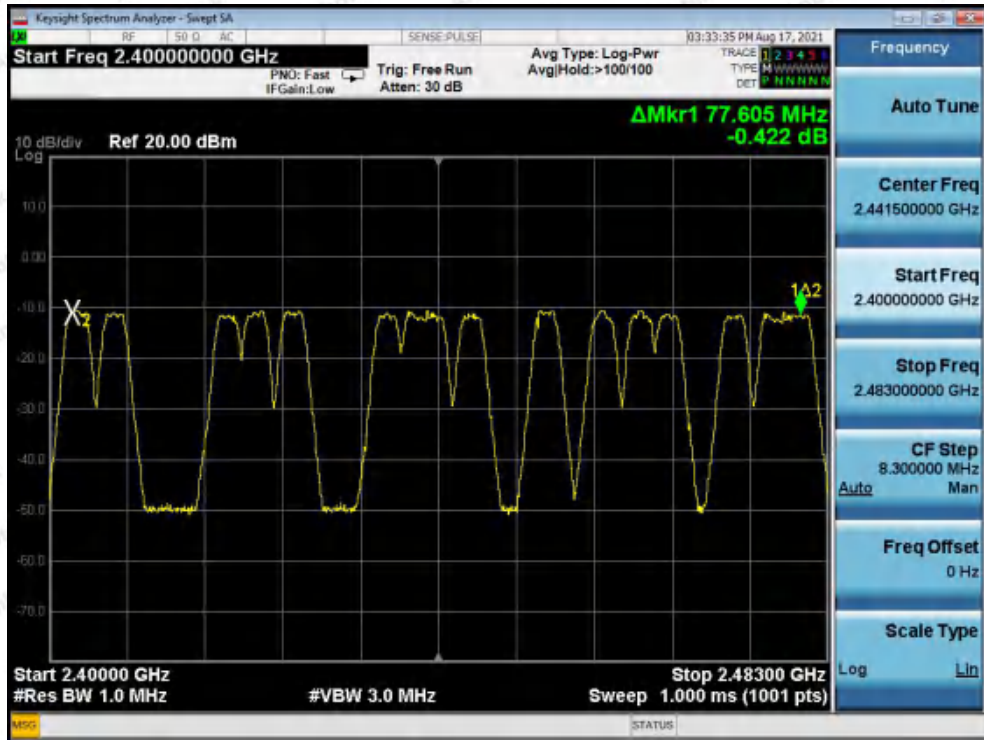 Keysight Spectrum Analyzer - Swept SA
RF 50 Ω AC SENSE:PULSE 03:33:35 PM Aug 17, 2021
Start Freq 2.400000000 GHz
PNO: Fast
IFGain:Low
Trig: Free Run
Atten: 30 dB
Avg Type: Log-Pwr
Avg|Hold:>100/100
TRACE 1 2 3 4 5 6
TYPE M WWWWW
DET P NNNNN
ΔMkr1 77.605 MHz
-0.422 dB
10 dB/div Ref 20.00 dBm
Log
10.0
0.00
-10.0
-20.0
-30.0
-40.0
-50.0
-60.0
-70.0
X2
1Δ2
Start 2.40000 GHz Stop 2.48300 GHz
#Res BW 1.0 MHz #VBW 3.0 MHz Sweep 1.000 ms (1001 pts)
MSG STATUS
Frequency
Auto Tune
Center Freq
2.441500000 GHz
Start Freq
2.400000000 GHz
Stop Freq
2.483000000 GHz
CF Step
8.300000 MHz
Auto Man
Freq Offset
0 Hz
Scale Type
Log Lin